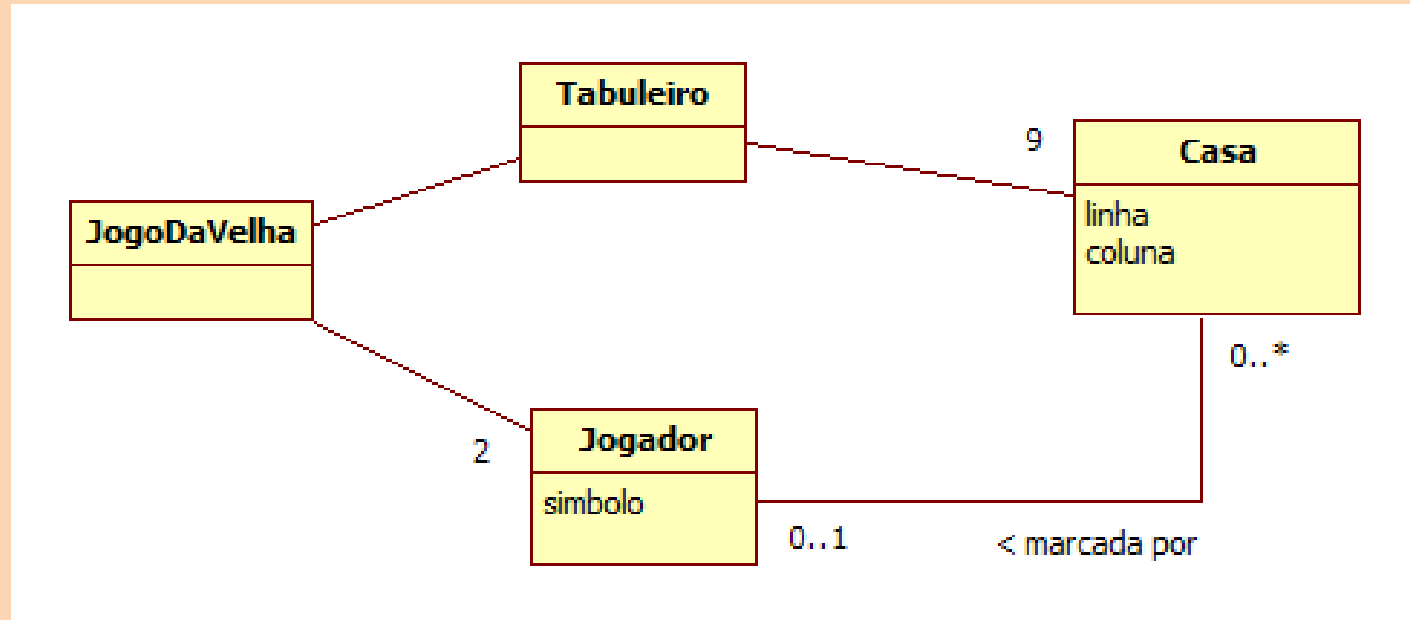 Tabuleiro
9
Casa
linha
coluna
JogoDaVelha
0..*
2
Jogador
simbolo
0..1
< marcada por